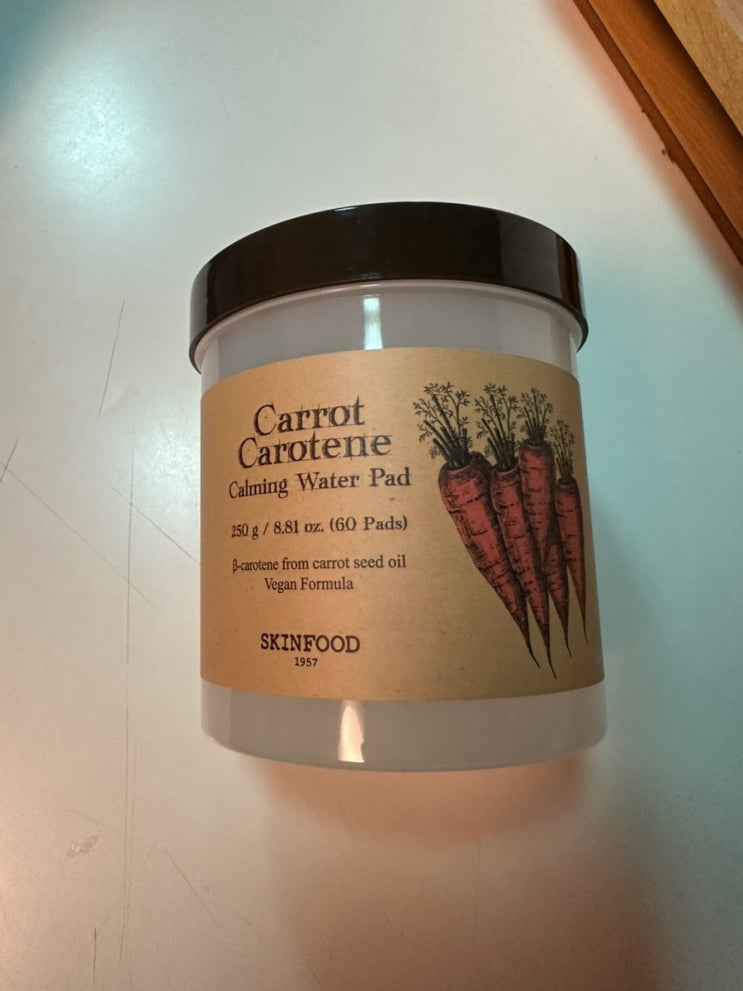 Carrot
Carotene
Calming Water Pad
250 g / 8.81 oz. (60 Pads)
β-carotene from carrot seed oil
Vegan Formula
SKINFOOD
1957